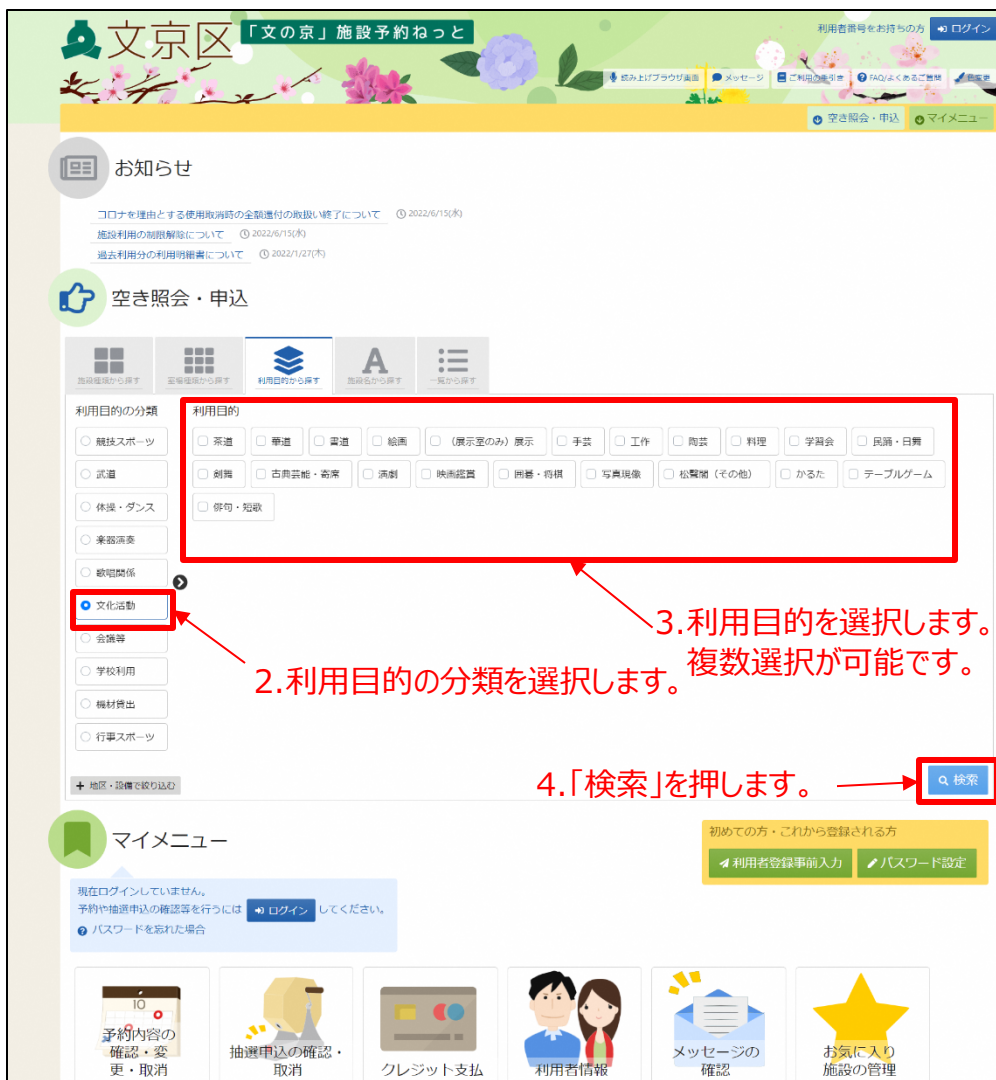 文京区
「文の京」施設予約ねっと
利用者番号をお持ちの方 ログイン
読み上げブラウザ画面 メッセージ ご利用の手引き FAQ/よくあるご質問 色変更
空き照会・申込 マイメニュー
お知らせ
コロナを理由とする使用取消時の全額還付の取扱い終了について 2022/6/15(水)
施設利用の制限解除について 2022/6/15(水)
過去利用分の利用明細書について 2022/1/27(木)
空き照会・申込
施設種類から探す 室場種類から探す 利用目的から探す 施設名から探す 一覧から探す
利用目的の分類 利用目的
競技スポーツ 茶道 華道 書道 絵画 (展示室のみ)展示 手芸 工作 陶芸 料理 学習会 民踊・日舞
武道 剣舞 古典芸能・寄席 演劇 映画鑑賞 囲碁・将棋 写真現像 松聲閣(その他) かるた テーブルゲーム
体操・ダンス 俳句・短歌
楽器演奏
歌唱関係
文化活動
会議等
学校利用
機材貸出
行事スポーツ
3.利用目的を選択します。
複数選択が可能です。
2.利用目的の分類を選択します。
地区・設備で絞り込む
4.「検索」を押します。
検索
マイメニュー
初めての方・これから登録される方
利用者登録事前入力 パスワード設定
現在ログインしていません。
予約や抽選申込の確認等を行うには ログイン してください。
パスワードを忘れた場合
10
予約内容の
確認・変
更・取消
抽選申込の確認・
取消
クレジット支払
利用者情報
メッセージの
確認
お気に入り
施設の管理